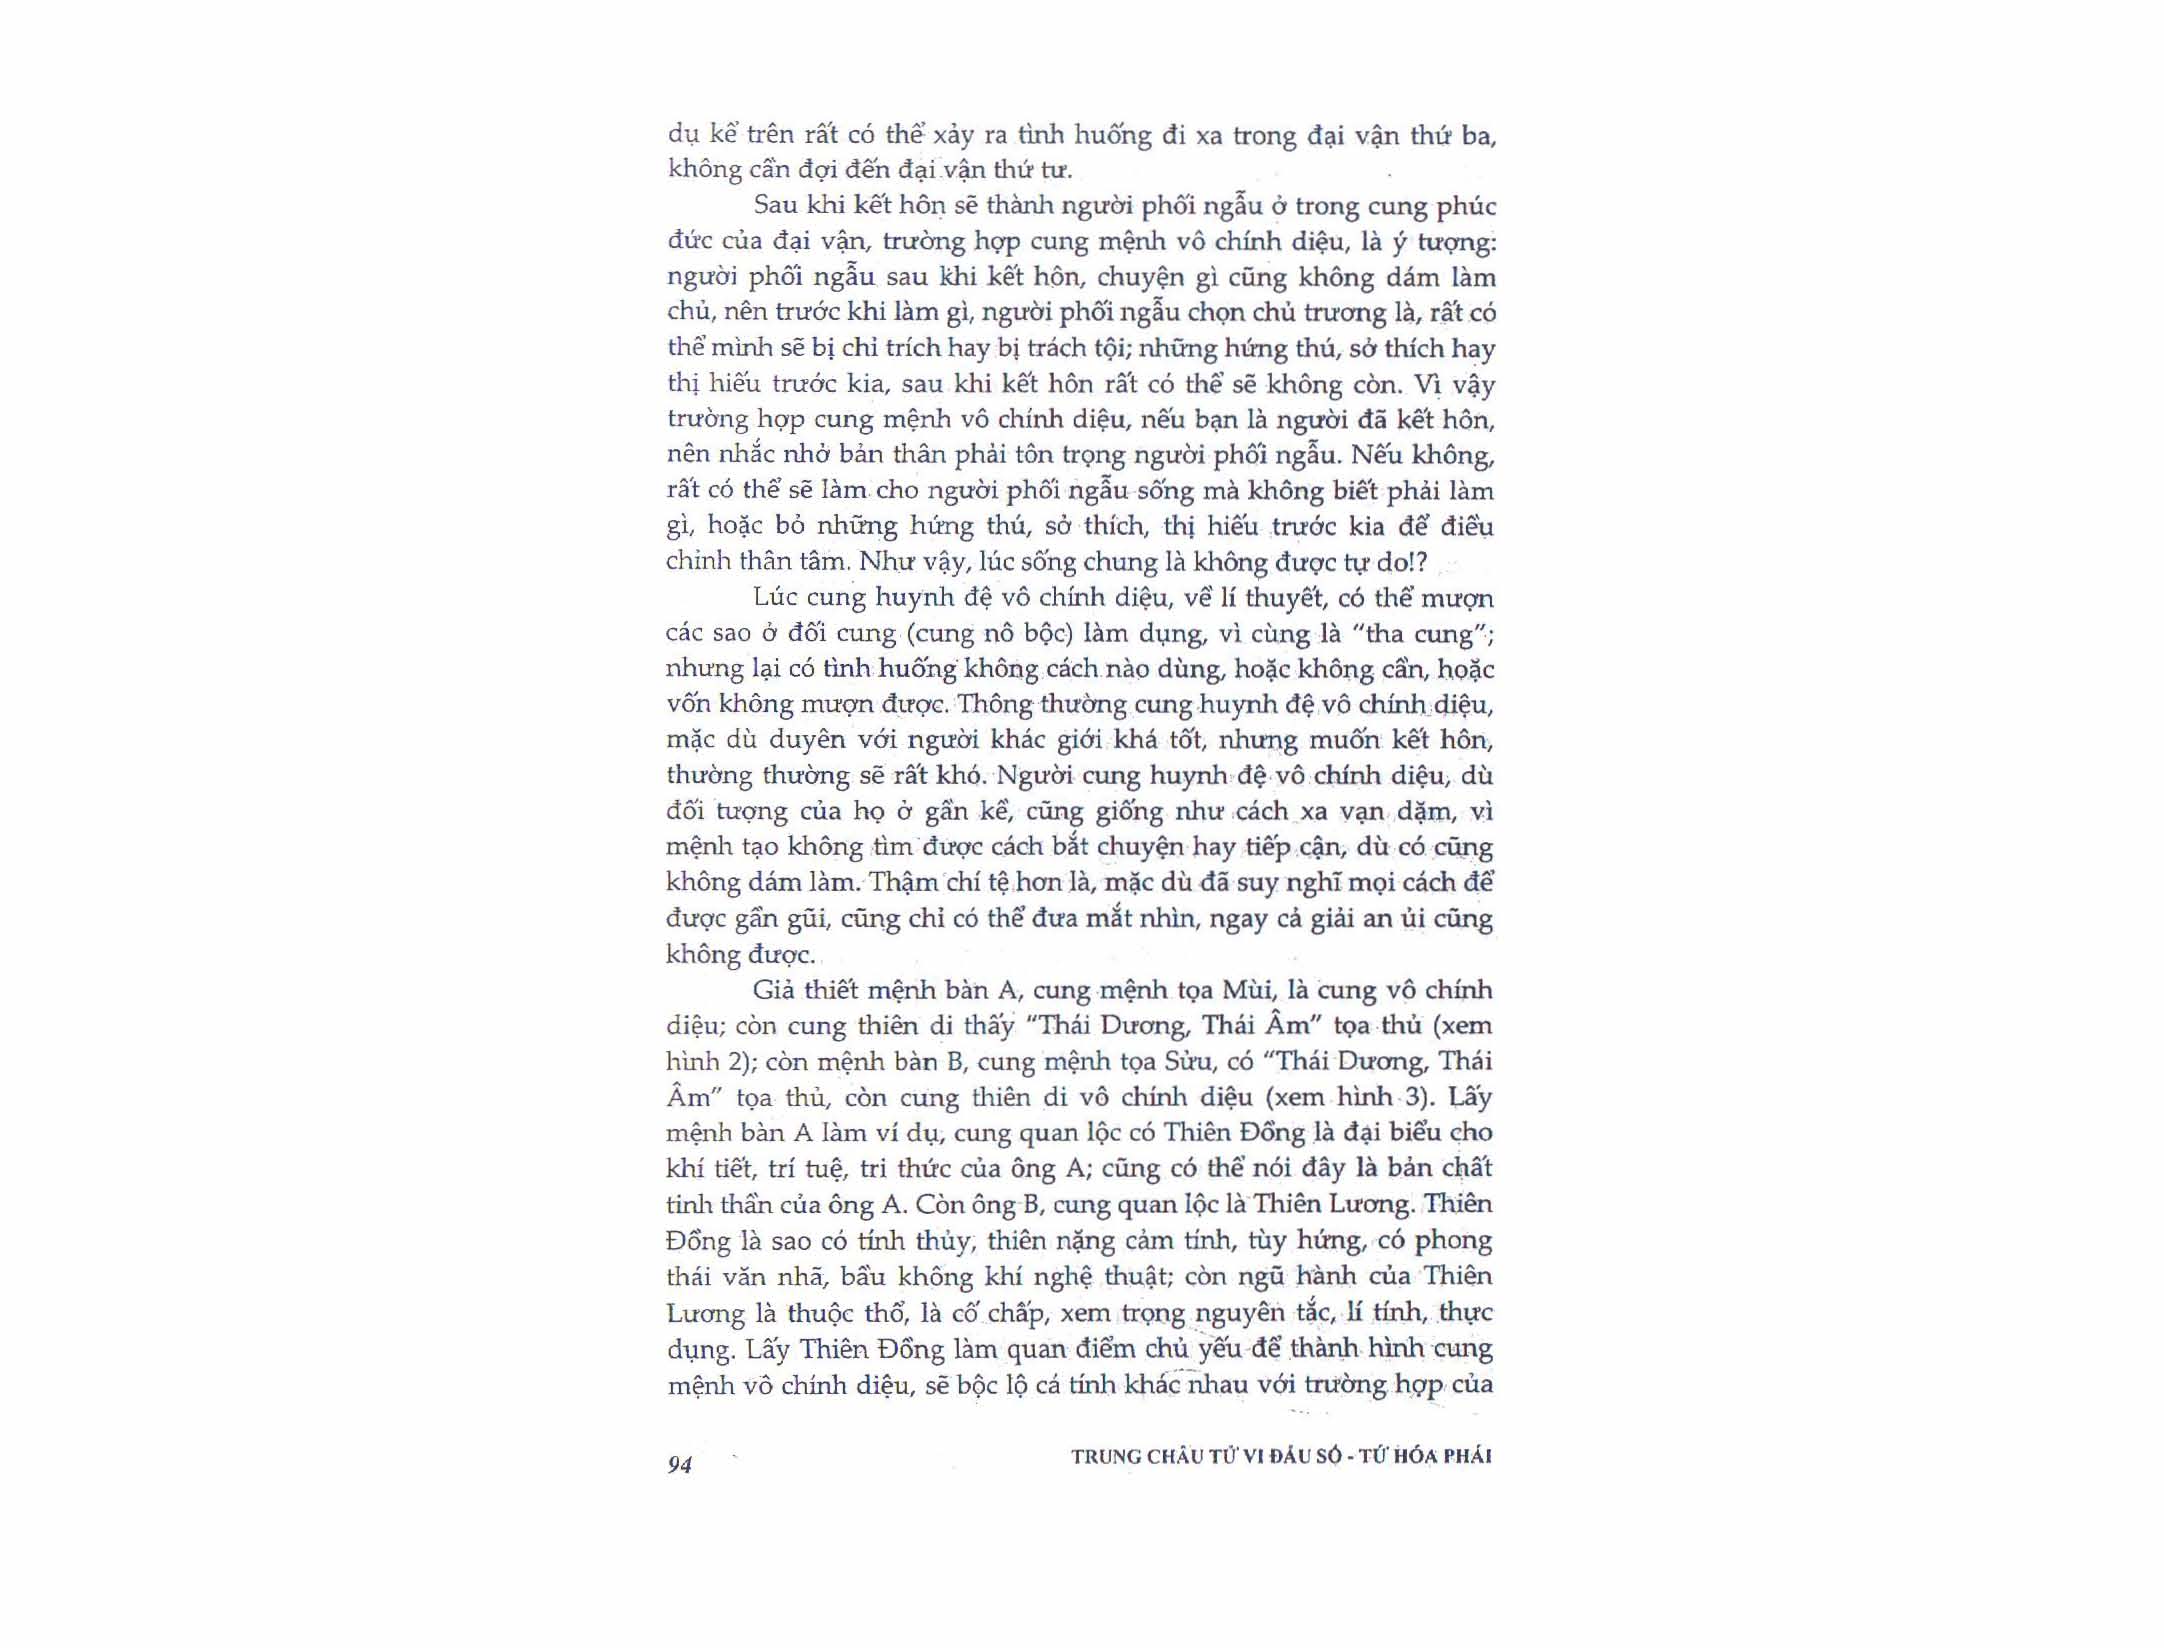 dụ kể trên rất có thể xảy ra tình huống đi xa trong đại vận thứ ba,
không cần đợi đến đại vận thứ tư.
Sau khi kết hôn sẽ thành người phối ngẫu ở trong cung phúc
đức của đại vận, trường hợp cung mệnh vô chính diệu, là ý tượng:
người phối ngẫu sau khi kết hôn, chuyện gì cũng không dám làm
chủ, nên trước khi làm gì, người phối ngẫu chọn chủ trương là, rất có
thể mình sẽ bị chỉ trích hay bị trách tội; những hứng thú, sở thích hay
thị hiếu trước kia, sau khi kết hôn rất có thể sẽ không còn. Vì vậy
trường hợp cung mệnh vô chính diệu, nếu bạn là người đã kết hôn,
nên nhắc nhở bản thân phải tôn trọng người phối ngẫu. Nếu không,
rất có thể sẽ làm cho người phối ngẫu sống mà không biết phải làm
gì, hoặc bỏ những hứng thú, sở thích, thị hiếu trước kia để điều
chỉnh thân tâm. Như vậy, lúc sống chung là không được tự do!?
Lúc cung huynh đệ vô chính diệu, về lí thuyết, có thể mượn
các sao ở đối cung (cung nô bộc) làm dụng, vì cùng là "tha cung";
nhưng lại có tình huống không cách nào dùng, hoặc không cần, hoặc
vốn không mượn được. Thông thường cung huynh đệ vô chính diệu,
mặc dù duyên với người khác giới khá tốt, nhưng muốn kết hôn,
thường thường sẽ rất khó. Người cung huynh đệ vô chính diệu, dù
đối tượng của họ ở gần kề, cũng giống như cách xa vạn dặm, vì
mệnh tạo không tìm được cách bắt chuyện hay tiếp cận, dù có cũng
không dám làm. Thậm chí tệ hơn là, mặc dù đã suy nghĩ mọi cách để
được gần gũi, cũng chỉ có thể đưa mắt nhìn, ngay cả giải an ủi cũng
không được.
Giả thiết mệnh bàn A, cung mệnh tọa Mùi, là cung vô chính
diệu; còn cung thiên di thấy "Thái Dương, Thái Âm" tọa thủ (xem
hình 2); còn mệnh bàn B, cung mệnh tọa Sửu, có "Thái Dương, Thái
Âm" tọa thủ, còn cung thiên di vô chính diệu (xem hình 3). Lấy
mệnh bàn A làm ví dụ, cung quan lộc có Thiên Đồng là đại biểu cho
khí tiết, trí tuệ, tri thức của ông A; cũng có thể nói đây là bản chất
tinh thần của ông A. Còn ông B, cung quan lộc là Thiên Lương. Thiên
Đồng là sao có tính thủy, thiên nặng cảm tính, tùy hứng, có phong
thái văn nhã, bầu không khí nghệ thuật; còn ngũ hành của Thiên
Lương là thuộc thổ, là cố chấp, xem trọng nguyên tắc, lí tính, thực
dụng. Lấy Thiên Đồng làm quan điểm chủ yếu để thành hình cung
mệnh vô chính diệu, sẽ bộc lộ cá tính khác nhau với trường hợp của
94
TRUNG CHÂU TỬ VI ĐẨU SỐ - TỨ HÓA PHÁI